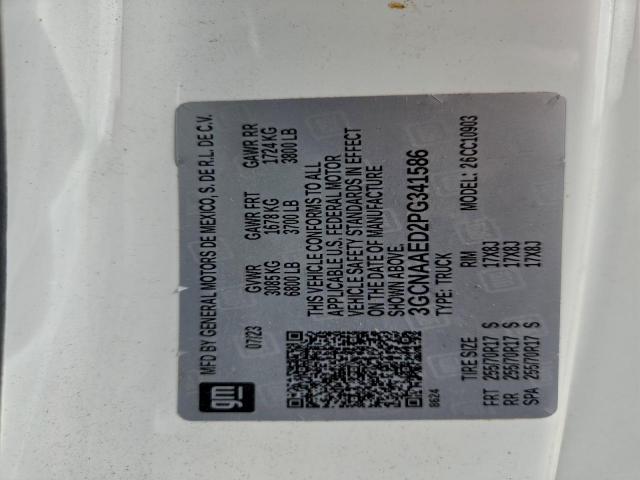 gm
MFD BY GENERAL MOTORS DE MEXICO, S. DE R.L. DE C.V.
07/23 GVWR GAWR FRT GAWR RR
3085 KG 1678 KG 1724 KG
6800 LB 3700 LB 3800 LB
THIS VEHICLE CONFORMS TO ALL
APPLICABLE U.S. FEDERAL MOTOR
VEHICLE SAFETY STANDARDS IN EFFECT
ON THE DATE OF MANUFACTURE
SHOWN ABOVE.
3GCNAAED2PG341586
8624 TYPE: TRUCK MODEL: 26CC10903
TIRE SIZE RIM
FRT 255/70R17 S 17X8J
RR 255/70R17 S 17X8J
SPA 255/70R17 S 17X8J